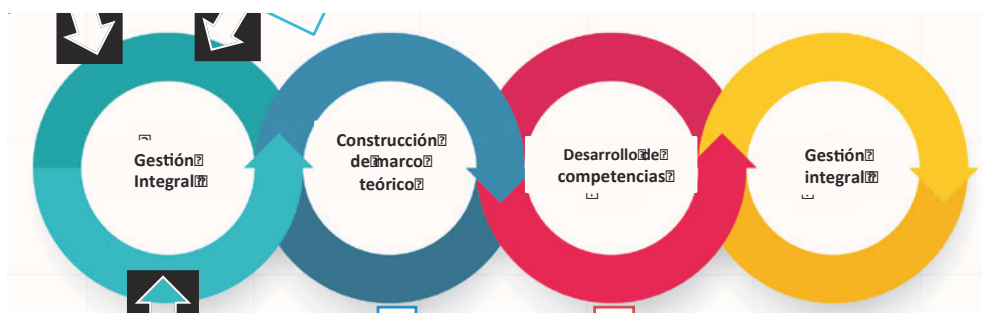 Gestión
Integral
Construcción
de marco
teórico
Desarrollo de
competencias
Gestión
integral